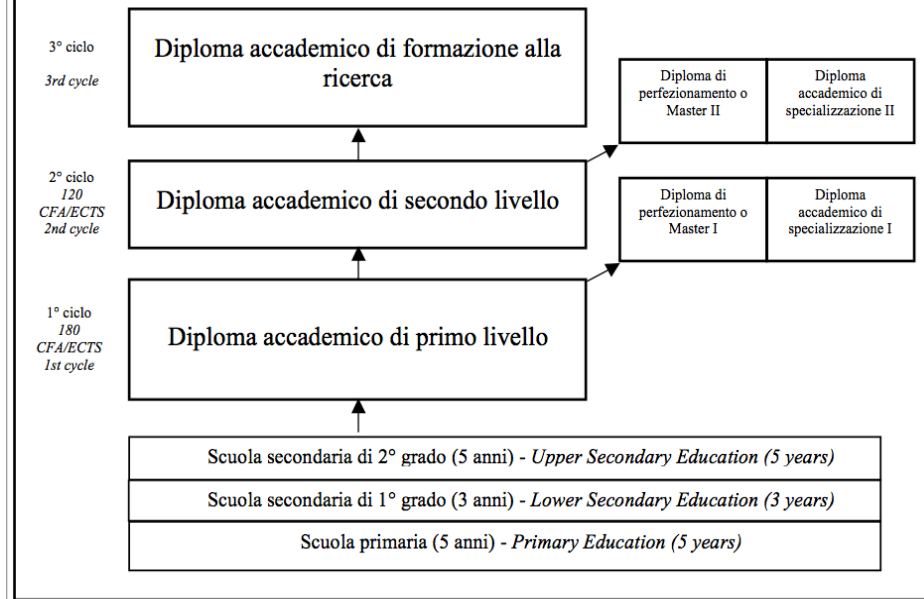 3° ciclo
3rd cycle
Diploma accademico di formazione alla
ricerca
Diploma di
perfezionamento o
Master II
Diploma
accademico di
specializzazione II
2° ciclo
120
CFA/ECTS
2nd cycle
Diploma accademico di secondo livello
Diploma di
perfezionamento o
Master I
Diploma
accademico di
specializzazione I
1° ciclo
180
CFA/ECTS
1st cycle
Diploma accademico di primo livello
Scuola secondaria di 2° grado (5 anni) - Upper Secondary Education (5 years)
Scuola secondaria di 1° grado (3 anni) - Lower Secondary Education (3 years)
Scuola primaria (5 anni) - Primary Education (5 years)